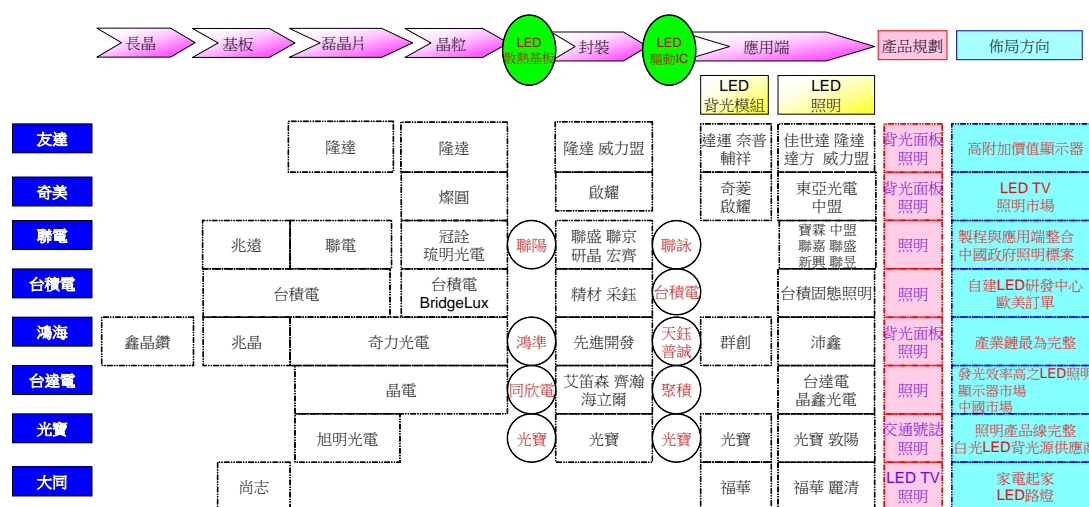 長晶 基板 磊晶片 晶粒 LED 散熱基板 封裝 LED 驅動IC 應用端 產品規劃 佈局方向
LED 背光模組 LED 照明
友達 隆達 隆達 隆達 威力盟 達運 奈普 輔祥 佳世達 隆達 達方 威力盟 背光面板 照明 高附加價值顯示器
奇美 燦圓 啟耀 奇菱 啟耀 東亞光電 中盟 背光面板 照明 LED TV 照明市場
聯電 兆遠 聯電 冠詮 琉明光電 聯陽 聯盛 聯京 研晶 宏齊 聯詠 寶霖 中盟 聯嘉 聯盛 新興 聯昱 照明 製程與應用端整合 中國政府照明標案
台積電 台積電 台積電 BridgeLux 精材 采鈺 台積電 台積固態照明 照明 自建LED研發中心 歐美訂單
鴻海 鑫晶鑽 兆晶 奇力光電 鴻準 先進開發 天鈺 普誠 群創 沛鑫 背光面板 照明 產業鏈最為完整
台達電 晶電 同欣電 艾笛森 齊瀚 海立爾 聚積 台達電 晶鑫光電 照明 發光效率高之LED照明 顯示器市場 中國市場
光寶 旭明光電 光寶 光寶 光寶 光寶 光寶 敦陽 交通號誌 照明 照明產品線完整 白光LED背光源供應商
大同 尚志 福華 福華 麗清 LED TV 照明 家電起家 LED路燈